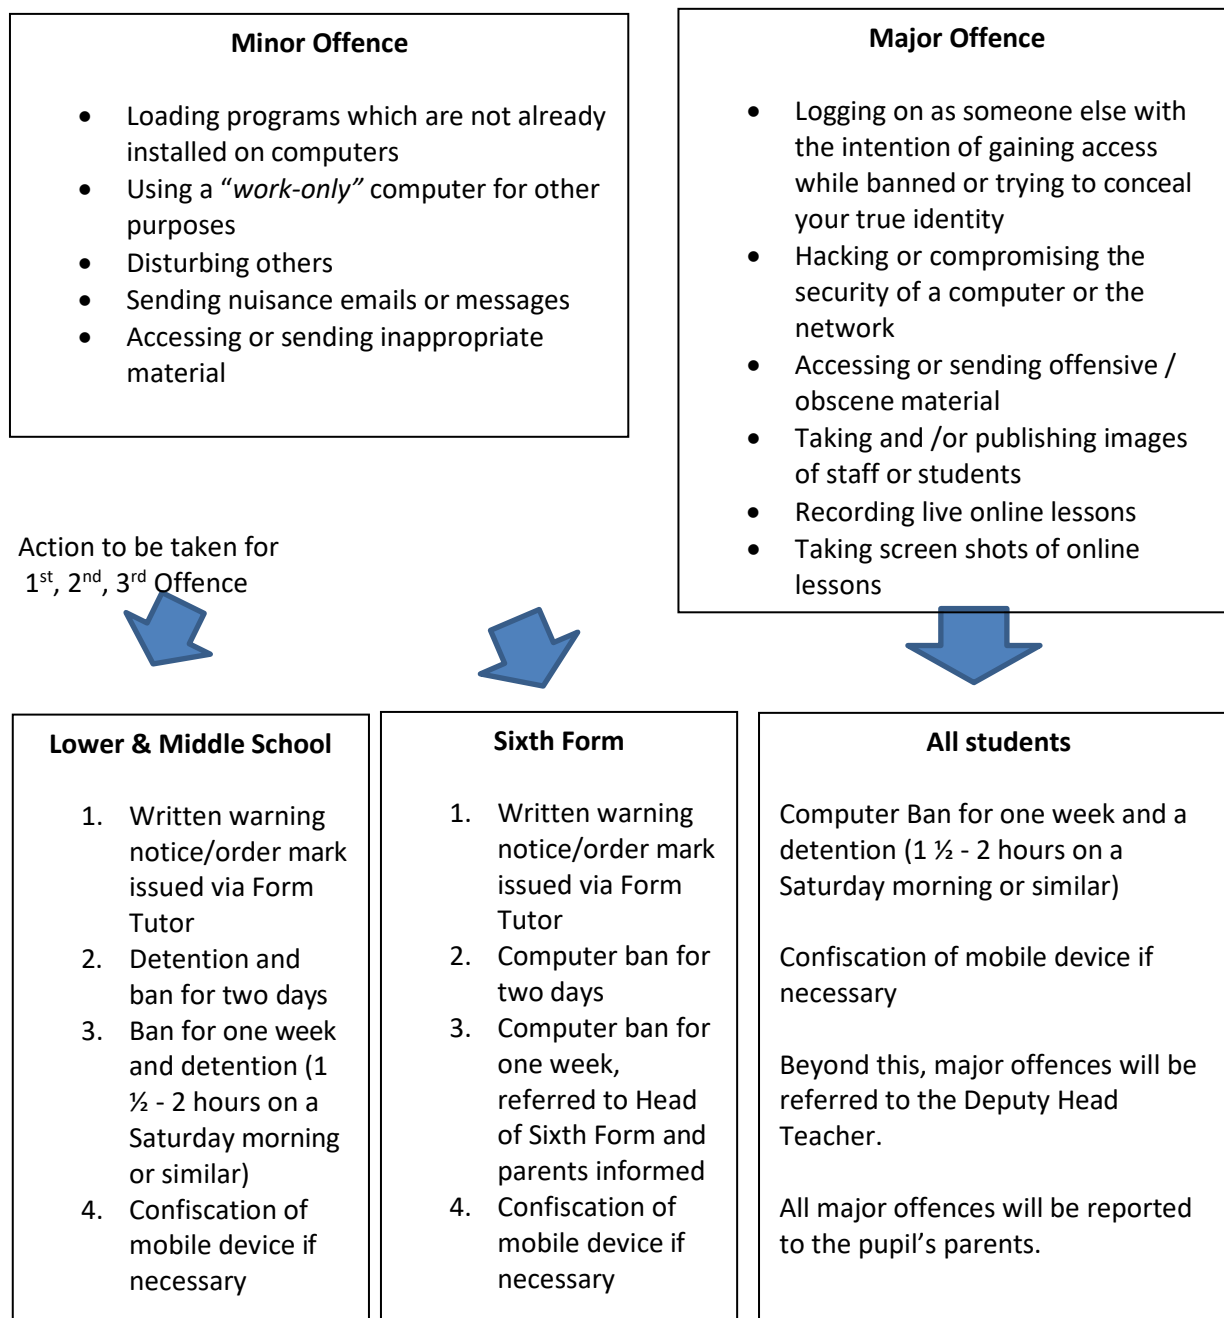 Minor Offence
• Loading programs which are not already
installed on computers
• Using a “work-only” computer for other
purposes
• Disturbing others
• Sending nuisance emails or messages
• Accessing or sending inappropriate
material
Major Offence
• Logging on as someone else with
the intention of gaining access
while banned or trying to conceal
your true identity
• Hacking or compromising the
security of a computer or the
network
• Accessing or sending offensive /
obscene material
• Taking and /or publishing images
of staff or students
• Recording live online lessons
• Taking screen shots of online
lessons
Action to be taken for
1st, 2nd, 3rd Offence
Lower & Middle School
1. Written warning
notice/order mark
issued via Form
Tutor
2. Detention and
ban for two days
3. Ban for one week
and detention (1
½ - 2 hours on a
Saturday morning
or similar)
4. Confiscation of
mobile device if
necessary
Sixth Form
1. Written warning
notice/order mark
issued via Form
Tutor
2. Computer ban for
two days
3. Computer ban for
one week,
referred to Head
of Sixth Form and
parents informed
4. Confiscation of
mobile device if
necessary
All students
Computer Ban for one week and a
detention (1 ½ - 2 hours on a
Saturday morning or similar)
Confiscation of mobile device if
necessary
Beyond this, major offences will be
referred to the Deputy Head
Teacher.
All major offences will be reported
to the pupil’s parents.